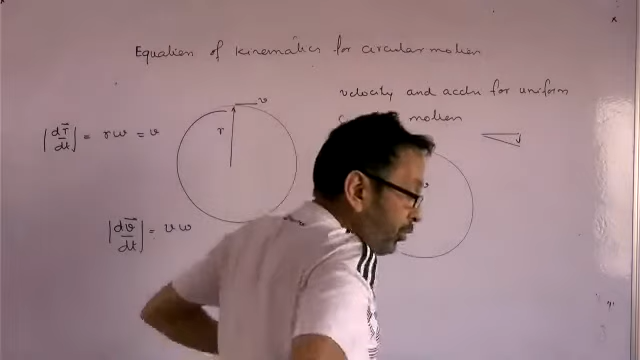 Equation of kinematics for circular motion
velocity and accln for uniform
motion
|dr⃗/dt| = rω = v
r
v
|dv⃗/dt| = vω